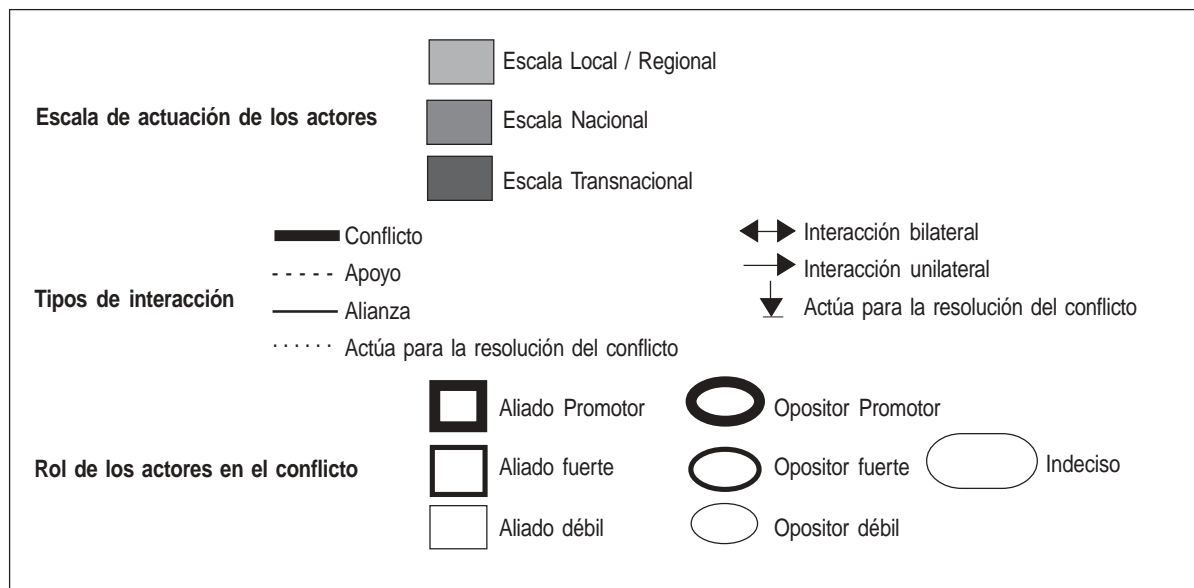 Escala Local / Regional
Escala de actuación de los actores
Escala Nacional
Escala Transnacional
Conflicto
Interacción bilateral
Apoyo
Interacción unilateral
Tipos de interacción
Alianza
Actúa para la resolución del conflicto
Actúa para la resolución del conflicto
Aliado Promotor
Opositor Promotor
Rol de los actores en el conflicto
Aliado fuerte
Opositor fuerte
Indeciso
Aliado débil
Opositor débil